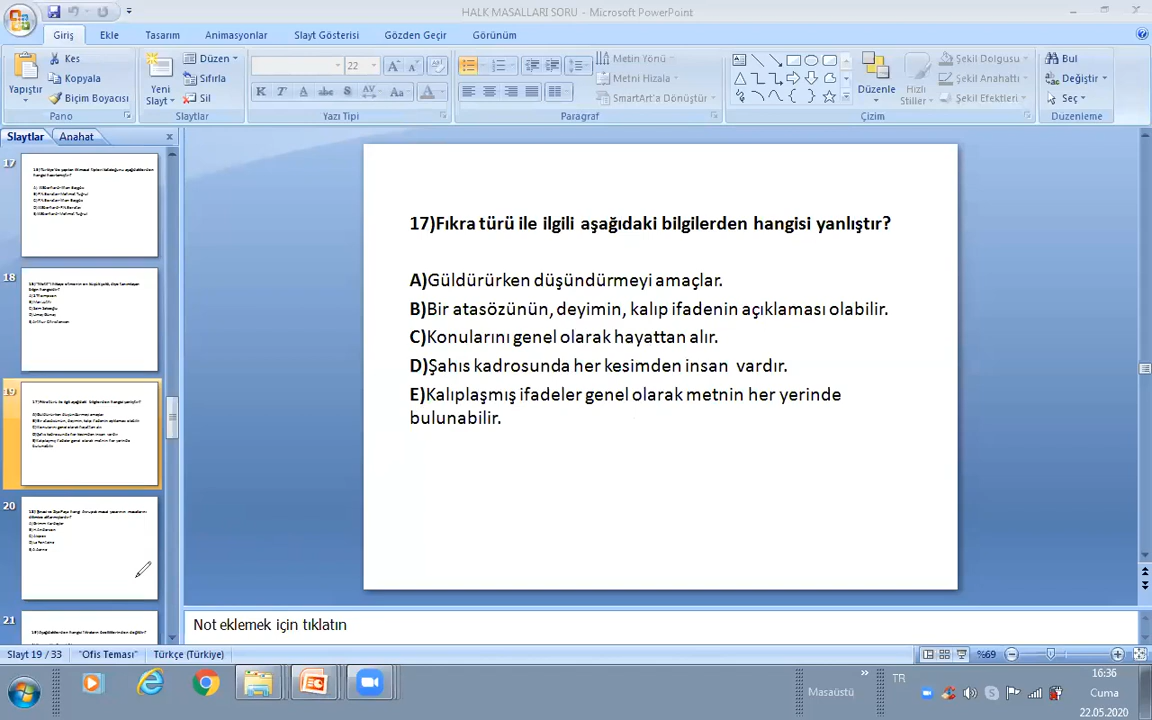 HALK MASALLARI SORU - Microsoft PowerPoint
Giriş Ekle Tasarım Animasyonlar Slayt Gösterisi Gözden Geçir Görünüm
Kes
Kopyala
Biçim Boyacısı
Yapıştır
Yeni
Slayt
Düzen
Sıfırla
Sil
22
Metin Yönü
Metni Hizala
SmartArt'a Dönüştür
Düzenle
Hızlı
Stiller
Şekil Dolgusu
Şekil Anahattı
Şekil Efektleri
Bul
Değiştir
Seç
Pano Slaytlar Yazı Tipi Paragraf Çizim Düzenleme
Slaytlar Anahat
17
18
19
20
21
17)Fıkra türü ile ilgili aşağıdaki bilgilerden hangisi yanlıştır?
A)Güldürürken düşündürmeyi amaçlar.
B)Bir atasözünün, deyimin, kalıp ifadenin açıklaması olabilir.
C)Konularını genel olarak hayattan alır.
D)Şahıs kadrosunda her kesimden insan vardır.
E)Kalıplaşmış ifadeler genel olarak metnin her yerinde
bulunabilir.
Not eklemek için tıklatın
Slayt 19 / 33 "Ofis Teması" Türkçe (Türkiye) %69
Masaüstü
TR
16:36
Cuma
22.05.2020